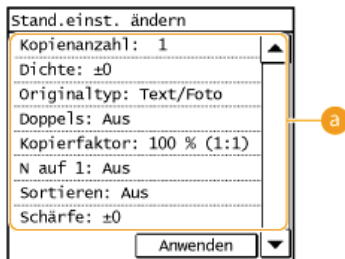 Stand.einst. ändern
Kopienanzahl: 1
Dichte: ±0
Originaltyp: Text/Foto
Doppels: Aus
Kopierfaktor: 100 % (1:1)
N auf 1: Aus
Sortieren: Aus
Schärfe: ±0
Anwenden
a